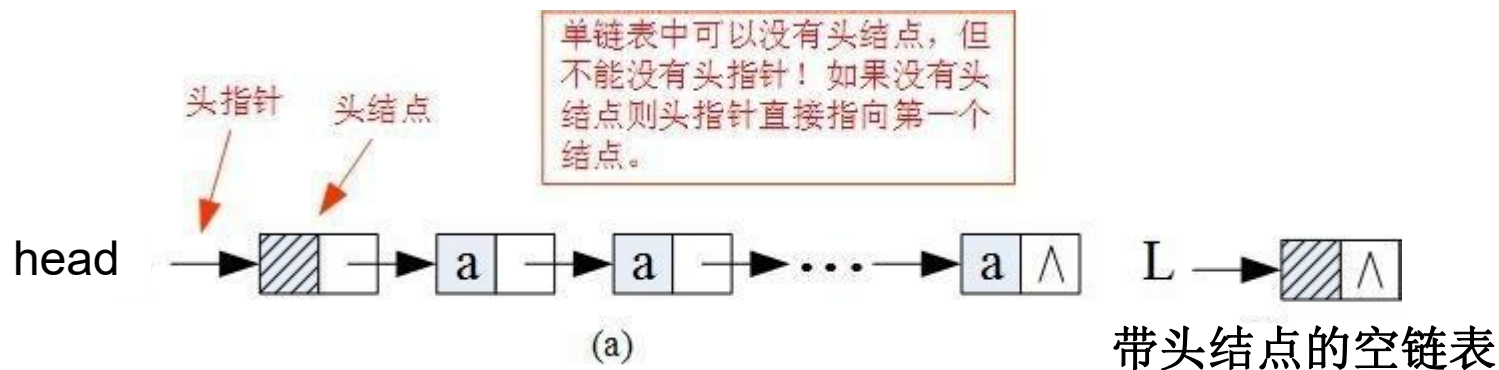 单链表中可以没有头结点，但
不能没有头指针！如果没有头
结点则头指针直接指向第一个
结点。
头指针
头结点
head
a
a
...
a ∧
L
∧
(a)
带头结点的空链表